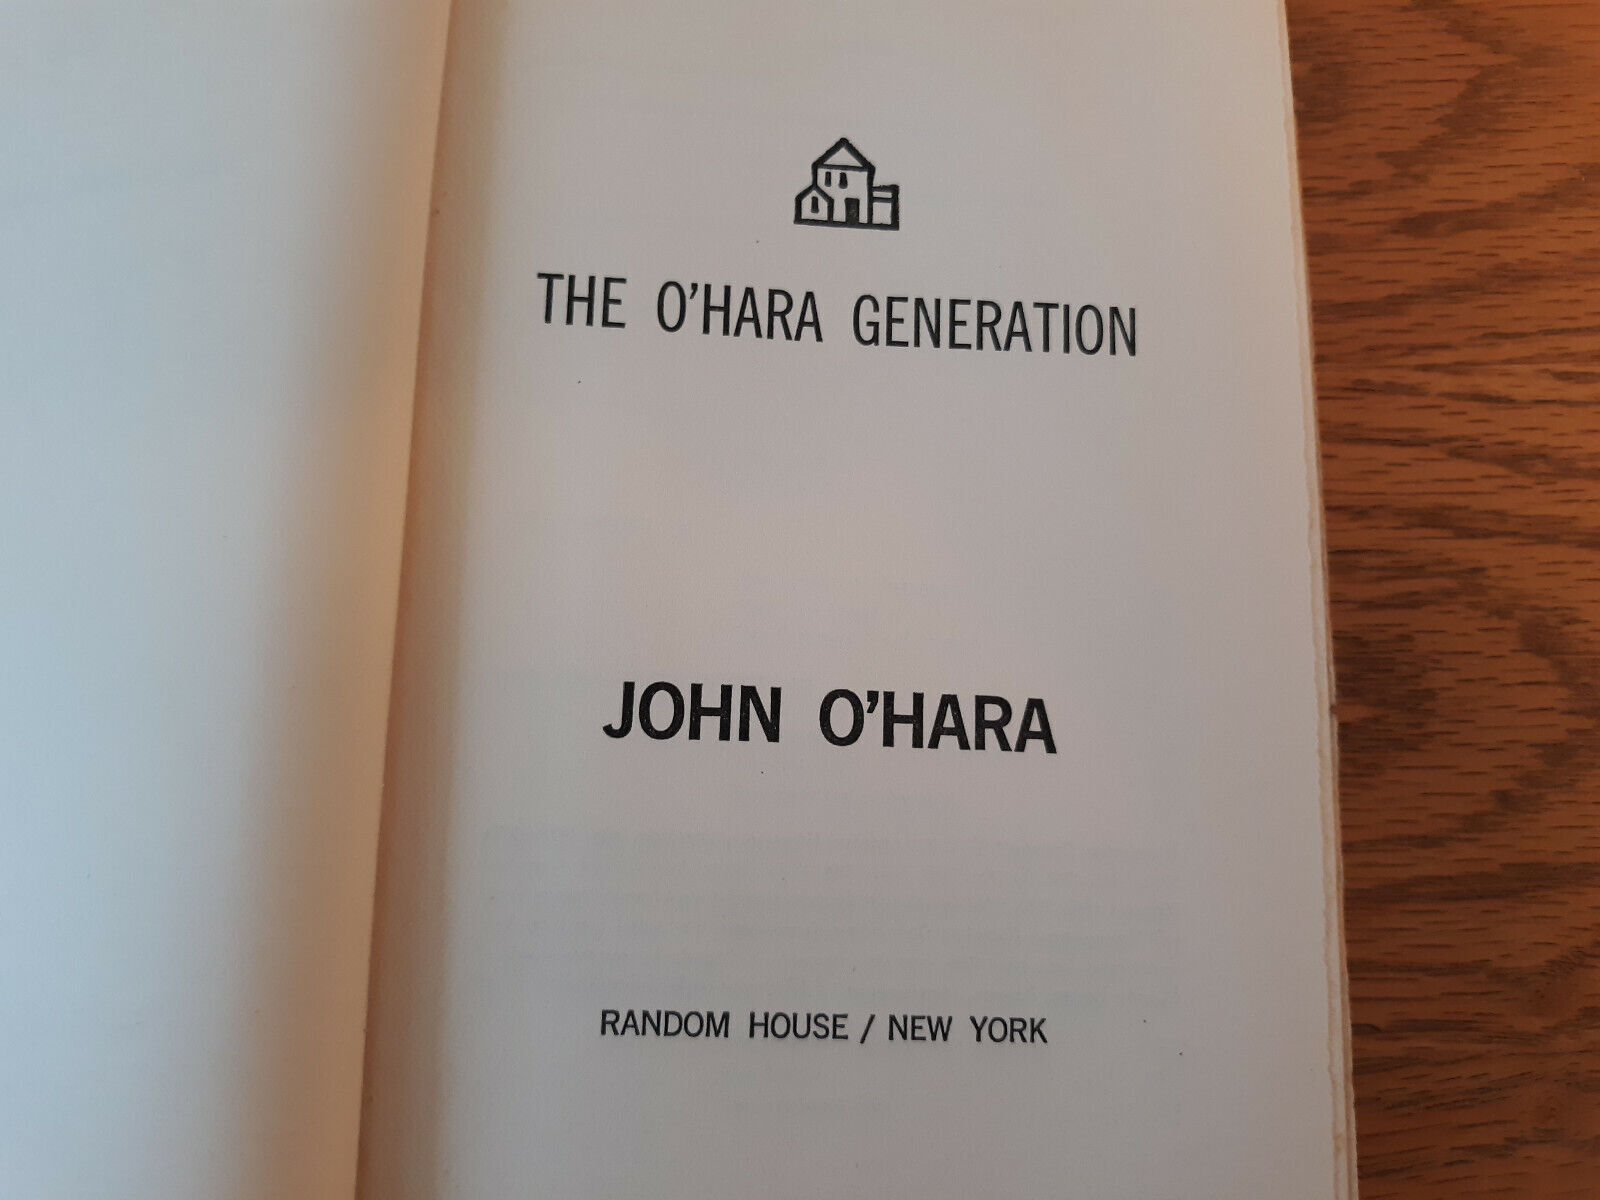 THE O'HARA GENERATION
JOHN O'HARA
RANDOM HOUSE / NEW YORK